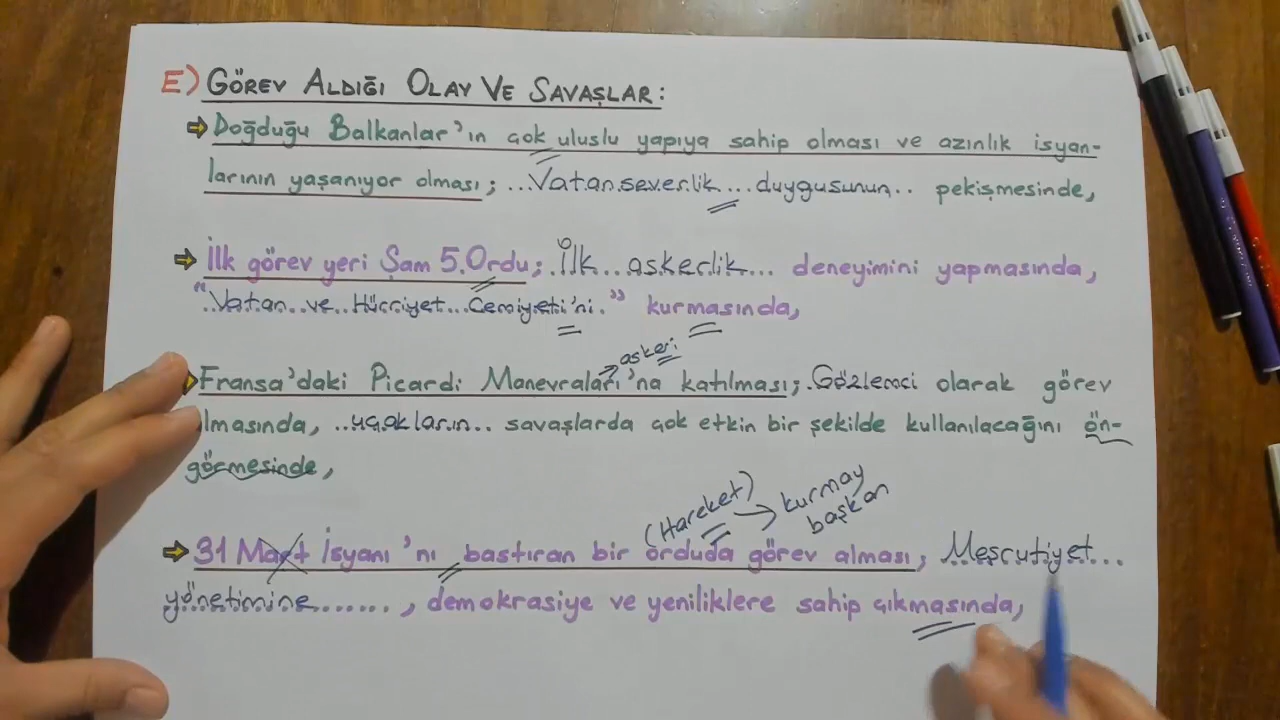 E) GÖREV ALDIĞI OLAY VE SAVAŞLAR:
Doğduğu Balkanlar'ın çok uluslu yapıya sahip olması ve azınlık isyan-
larının yaşanıyor olması; ...Vatanseverlik... duygusunun.. pekişmesinde,
İlk görev yeri Şam 5.Ordu; .İlk...askerlik... deneyimini yapmasında,
"..Vatan..ve..Hürriyet...Cemiyeti'ni." kurmasında,
askeri
Fransa'daki Picardi Manevraları'na katılması; .Gözlemci olarak görev
almasında, ..uçakların.. savaşlarda çok etkin bir şekilde kullanılacağını ön-
görmesinde,
(Hareket) → kurmay
başkan
31 Mart İsyanı'nı bastıran bir orduda görev alması, .Meşrutiyet...
yönetimine......., demokrasiye ve yeniliklere sahip çıkmasında,